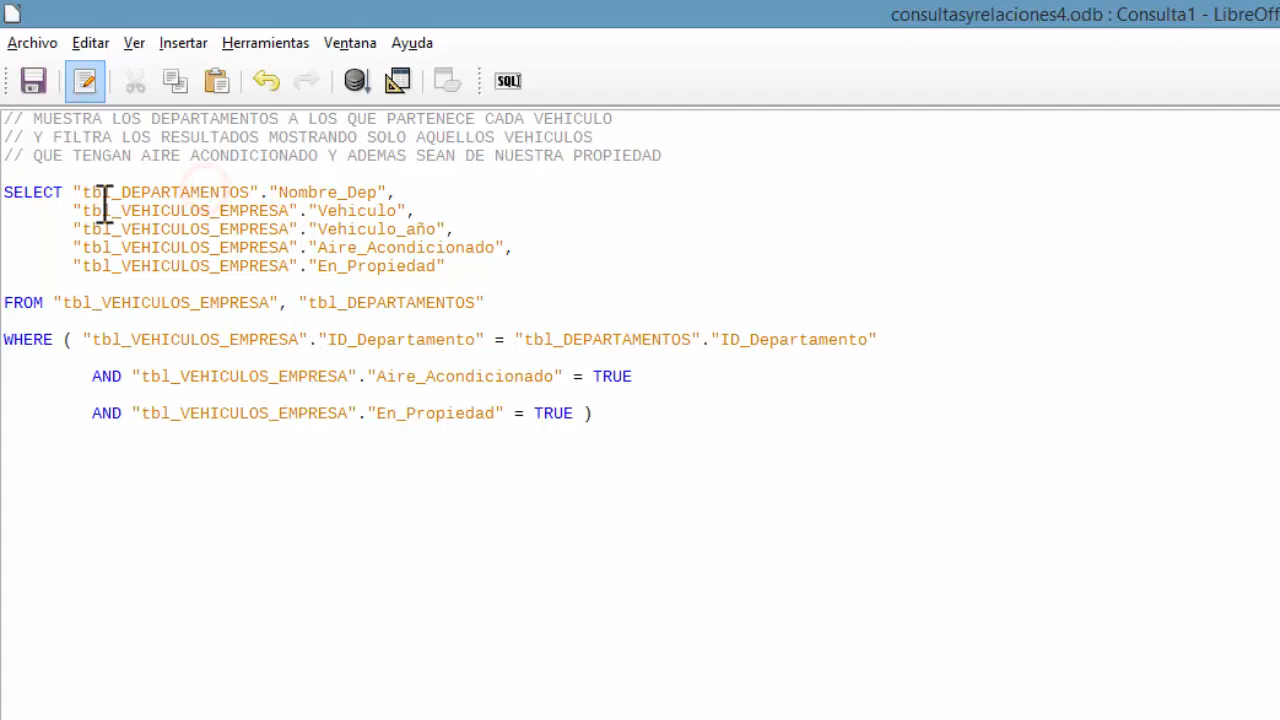 consultasyrelaciones4.odb : Consulta1 - LibreOff
Archivo Editar Ver Insertar Herramientas Ventana Ayuda
SQL
// MUESTRA LOS DEPARTAMENTOS A LOS QUE PARTENECE CADA VEHICULO
// Y FILTRA LOS RESULTADOS MOSTRANDO SOLO AQUELLOS VEHICULOS
// QUE TENGAN AIRE ACONDICIONADO Y ADEMAS SEAN DE NUESTRA PROPIEDAD
SELECT "tbl_DEPARTAMENTOS"."Nombre_Dep",
"tbl_VEHICULOS_EMPRESA"."Vehiculo",
"tbl_VEHICULOS_EMPRESA"."Vehiculo_año",
"tbl_VEHICULOS_EMPRESA"."Aire_Acondicionado",
"tbl_VEHICULOS_EMPRESA"."En_Propiedad"
FROM "tbl_VEHICULOS_EMPRESA", "tbl_DEPARTAMENTOS"
WHERE ( "tbl_VEHICULOS_EMPRESA"."ID_Departamento" = "tbl_DEPARTAMENTOS"."ID_Departamento"
AND "tbl_VEHICULOS_EMPRESA"."Aire_Acondicionado" = TRUE
AND "tbl_VEHICULOS_EMPRESA"."En_Propiedad" = TRUE )